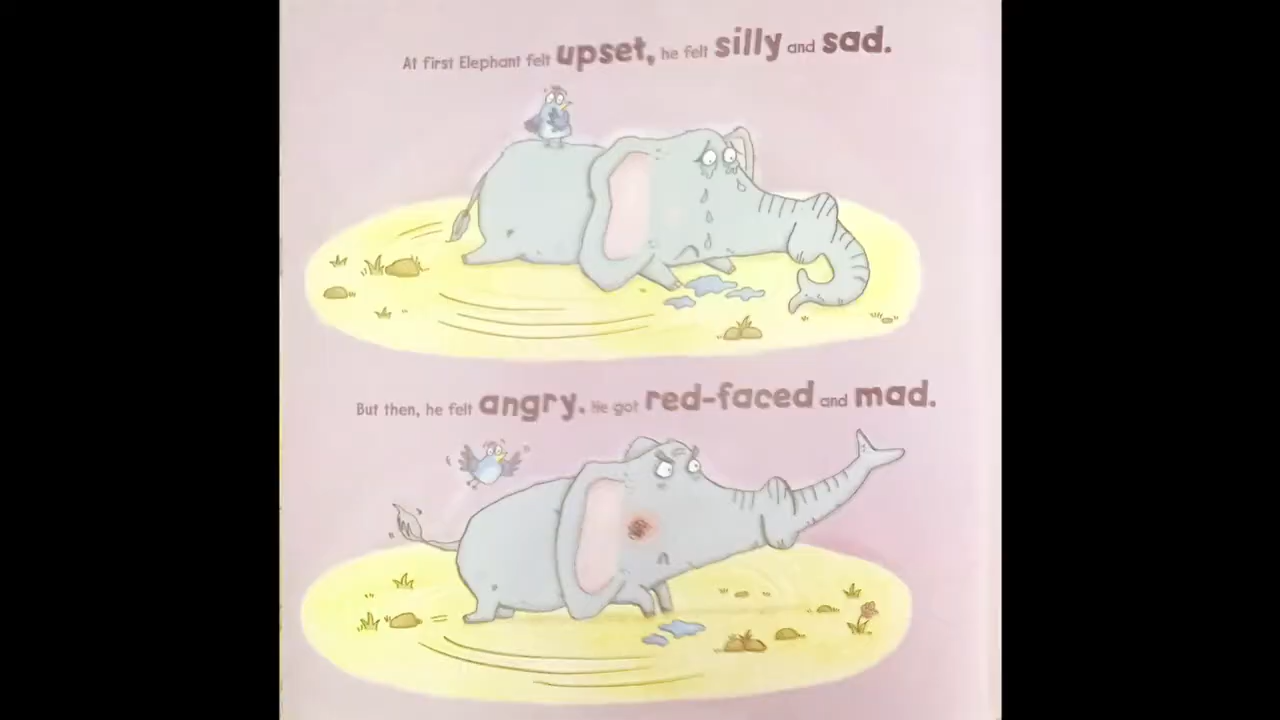 At first Elephant felt upset, he felt silly and sad.
But then, he felt angry. He got red-faced and mad.